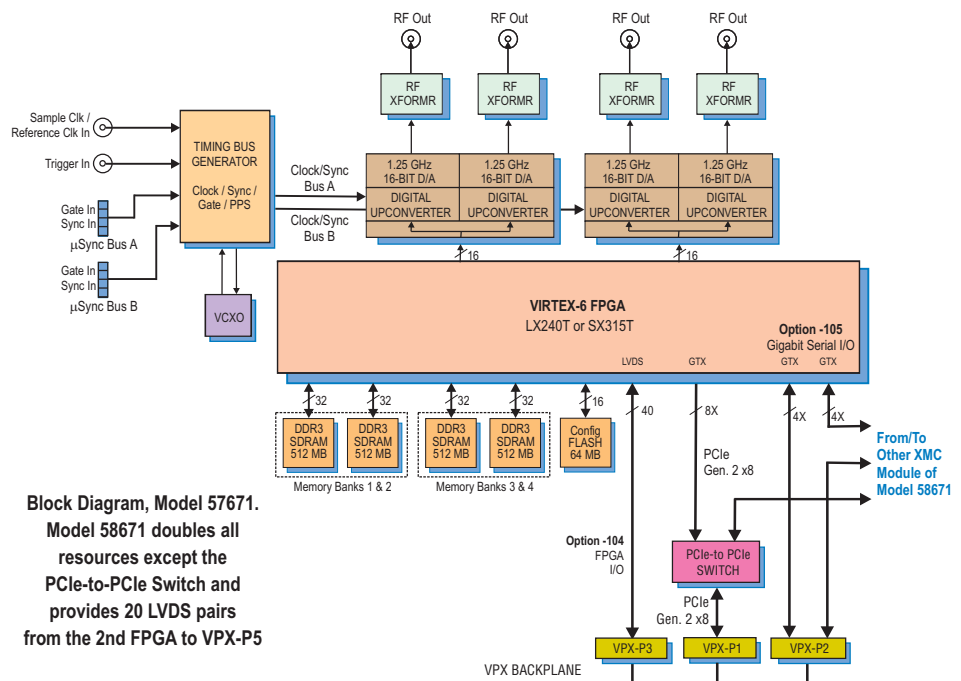 RF Out
RF Out
RF Out
RF Out
RF
XFORMR
RF
XFORMR
RF
XFORMR
RF
XFORMR
Sample Clk /
Reference Clk In
Trigger In
Gate In
Sync In
µSync Bus A
Gate In
Sync In
µSync Bus B
TIMING BUS
GENERATOR
Clock / Sync /
Gate / PPS
VCXO
Clock/Sync
Bus A
Clock/Sync
Bus B
1.25 GHz
16-BIT D/A
DIGITAL
UPCONVERTER
1.25 GHz
16-BIT D/A
DIGITAL
UPCONVERTER
1.25 GHz
16-BIT D/A
DIGITAL
UPCONVERTER
1.25 GHz
16-BIT D/A
DIGITAL
UPCONVERTER
16
16
VIRTEX-6 FPGA
LX240T or SX315T
Option -105
Gigabit Serial I/O
LVDS
GTX
GTX
GTX
32
32
32
32
16
40
8X
4X
4X
DDR3
SDRAM
512 MB
DDR3
SDRAM
512 MB
DDR3
SDRAM
512 MB
DDR3
SDRAM
512 MB
Config
FLASH
64 MB
Memory Banks 1 & 2
Memory Banks 3 & 4
PCIe
Gen. 2 x8
From/To
Other XMC
Module of
Model 58671
Block Diagram, Model 57671.
Model 58671 doubles all
resources except the
PCIe-to-PCIe Switch and
provides 20 LVDS pairs
from the 2nd FPGA to VPX-P5
Option -104
FPGA
I/O
PCIe-to PCIe
SWITCH
PCIe
Gen. 2 x8
VPX-P3
VPX-P1
VPX-P2
VPX BACKPLANE